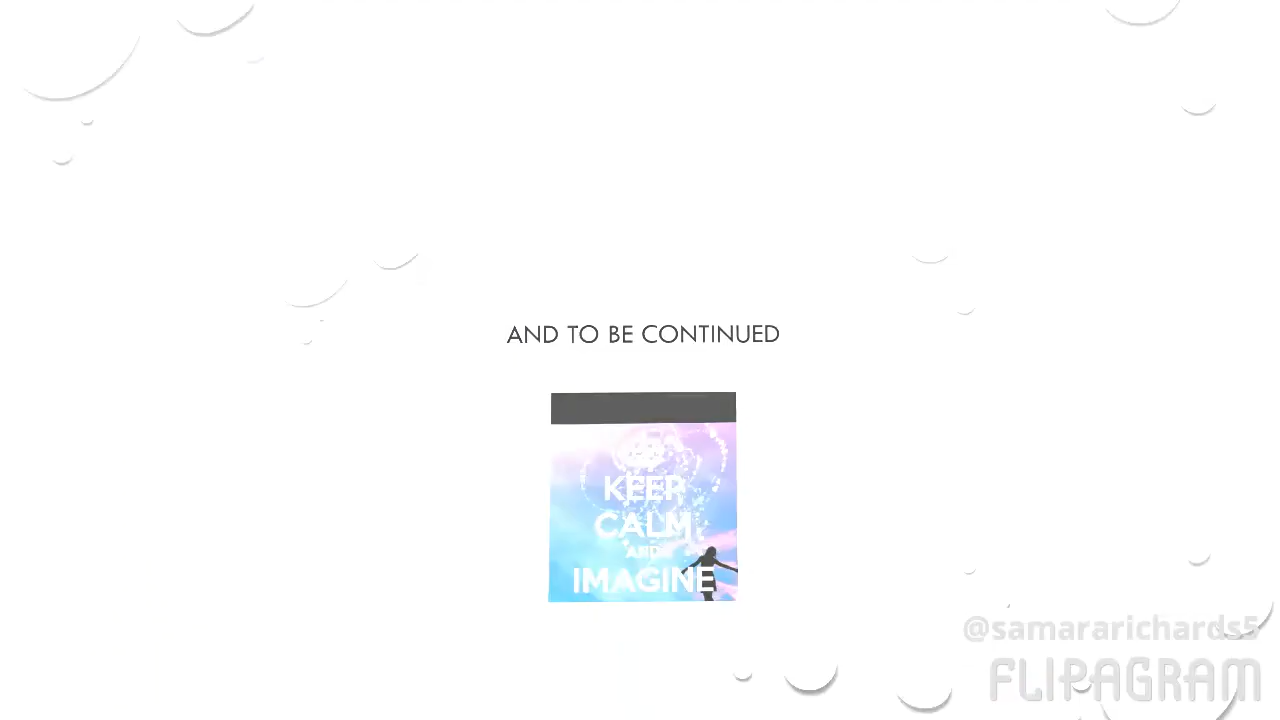 AND TO BE CONTINUED
KEEP
CALM
AND
IMAGINE
@samararichards5
FLIPAGRAM